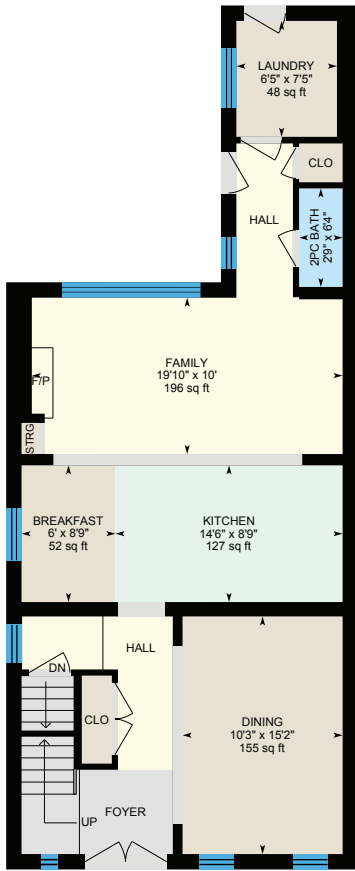 LAUNDRY
6'5" x 7'5"
48 sq ft
CLO
HALL
2PC BATH
2'9" x 6'4"
FAMILY
19'10" x 10'
196 sq ft
F/P
STRG
BREAKFAST
6' x 8'9"
52 sq ft
KITCHEN
14'6" x 8'9"
127 sq ft
HALL
DN
CLO
DINING
10'3" x 15'2"
155 sq ft
UP
FOYER